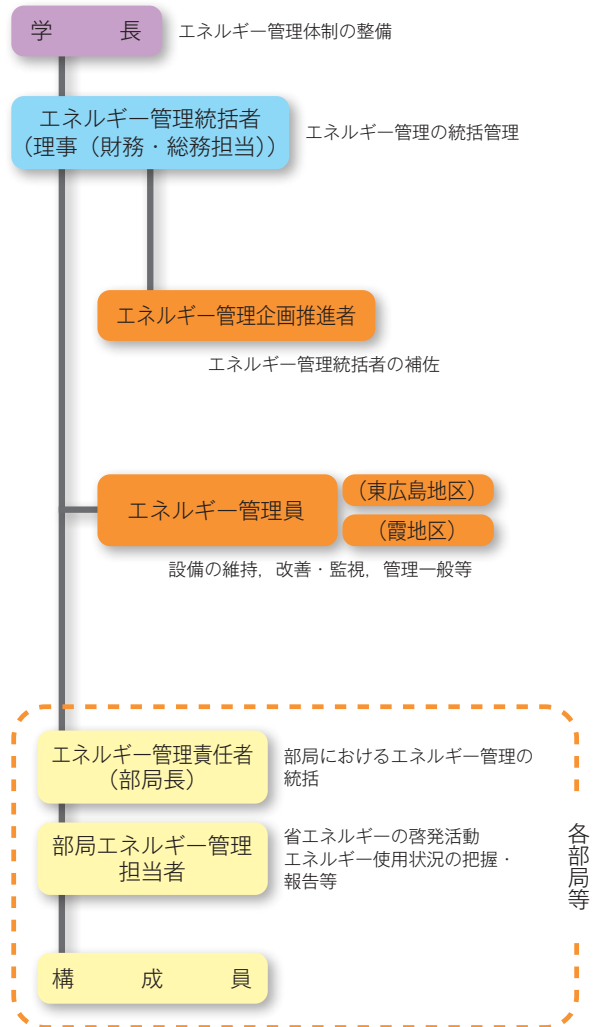 学　長
エネルギー管理体制の整備
エネルギー管理統括者
（理事（財務・総務担当））
エネルギー管理の統括管理
エネルギー管理企画推進者
エネルギー管理統括者の補佐
エネルギー管理員
（東広島地区）
（霞地区）
設備の維持，改善・監視，管理一般等
エネルギー管理責任者
（部局長）
部局におけるエネルギー管理の
統括
部局エネルギー管理
担当者
省エネルギーの啓発活動
エネルギー使用状況の把握・
報告等
構　成　員
各部局等